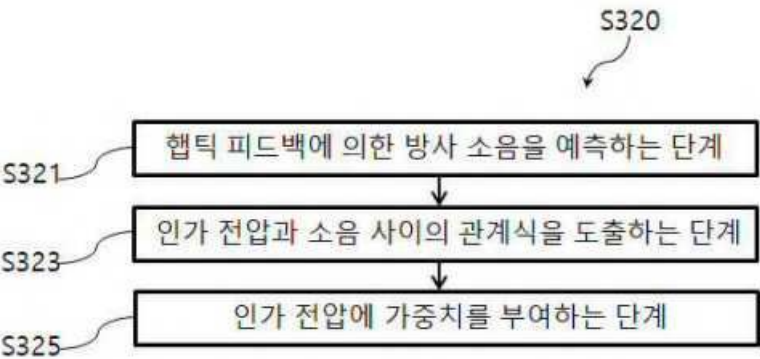 S320
S321
햅틱 피드백에 의한 방사 소음을 예측하는 단계
S323
인가 전압과 소음 사이의 관계식을 도출하는 단계
S325
인가 전압에 가중치를 부여하는 단계